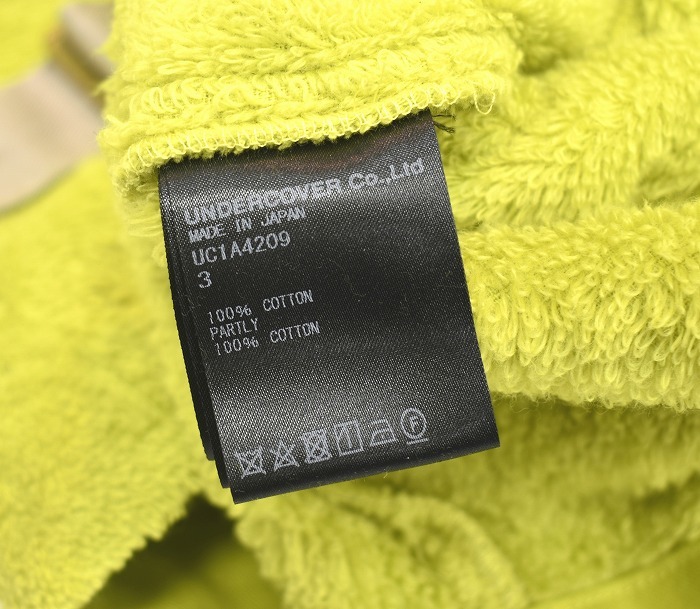 UNDERCOVER Co.,Ltd
MADE IN JAPAN
UC1A4209
3
100% COTTON
PARTLY
100% COTTON
F